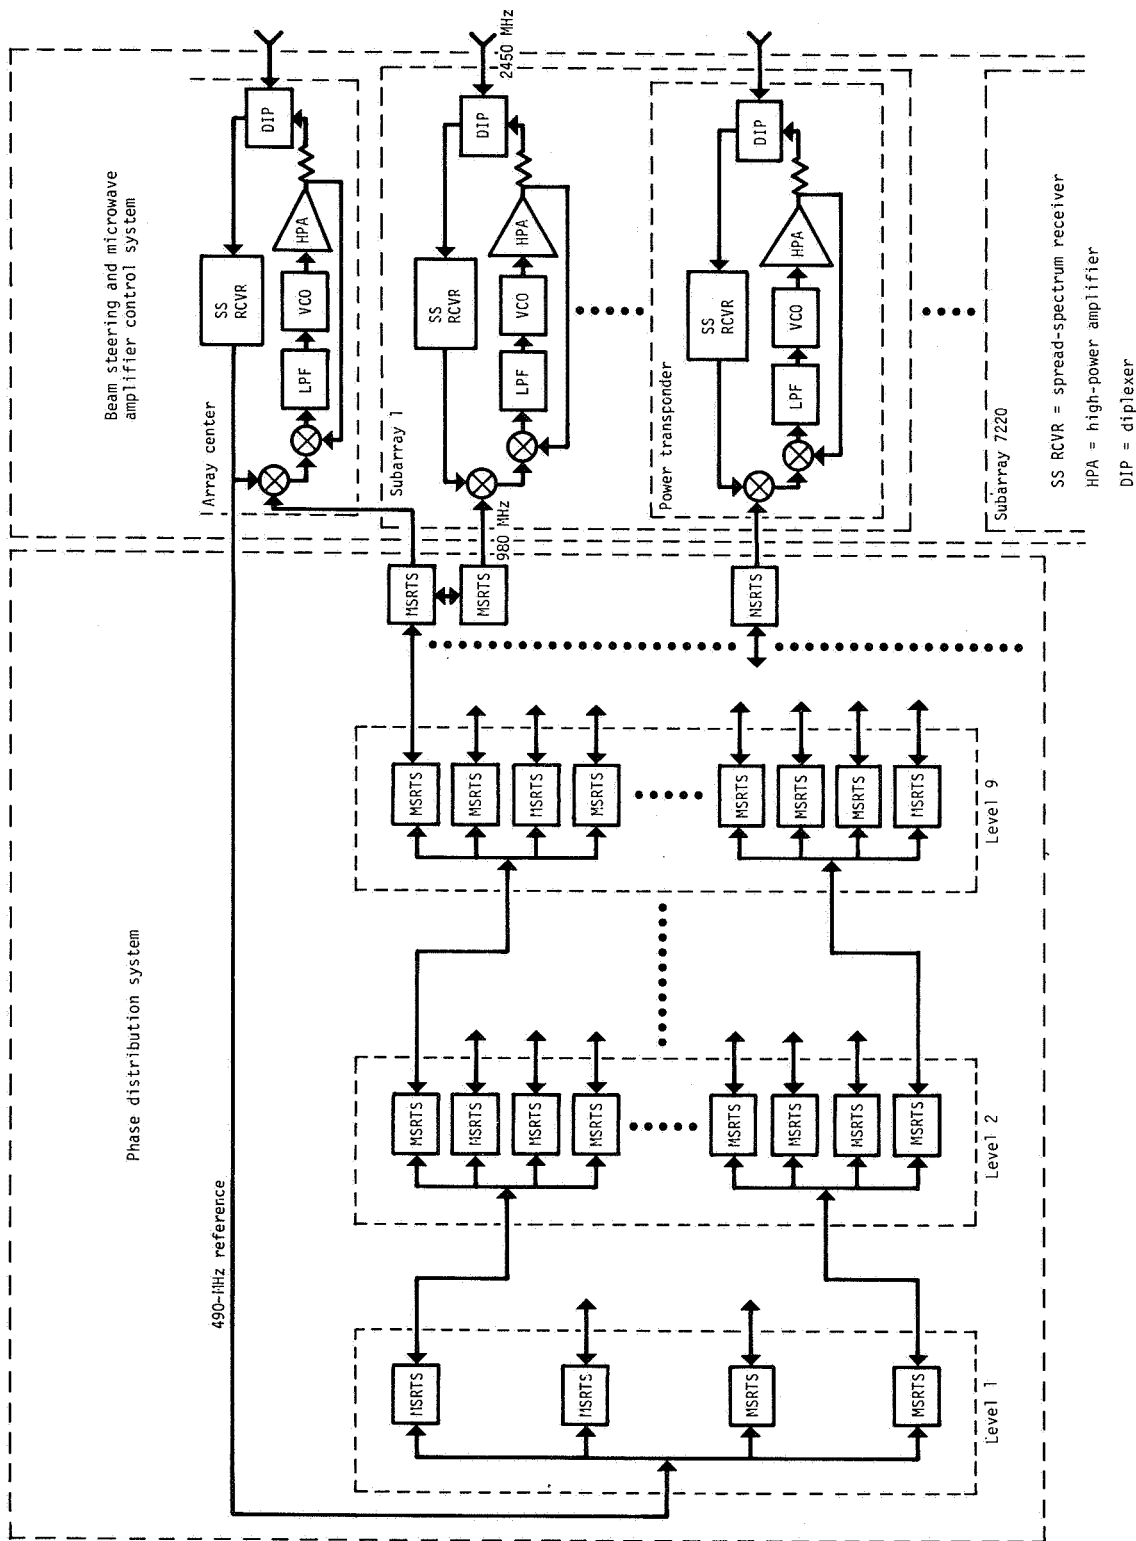 Phase distribution system
490-MHz reference
MSRTS
MSRTS
MSRTS
MSRTS
Level 1
MSRTS
MSRTS
MSRTS
MSRTS
MSRTS
MSRTS
MSRTS
MSRTS
Level 2
MSRTS
MSRTS
MSRTS
MSRTS
MSRTS
MSRTS
MSRTS
MSRTS
Level 9
MSRTS
MSRTS
MSRTS
980 MHz
Beam steering and microwave
amplifier control system
Array center
SS
RCVR
LPF
VCO
HPA
DIP
Subarray 1
SS
RCVR
LPF
VCO
HPA
DIP
2450 MHz
Power transponder
SS
RCVR
LPF
VCO
HPA
DIP
Subarray 7220
SS RCVR = spread-spectrum receiver
HPA = high-power amplifier
DIP = diplexer